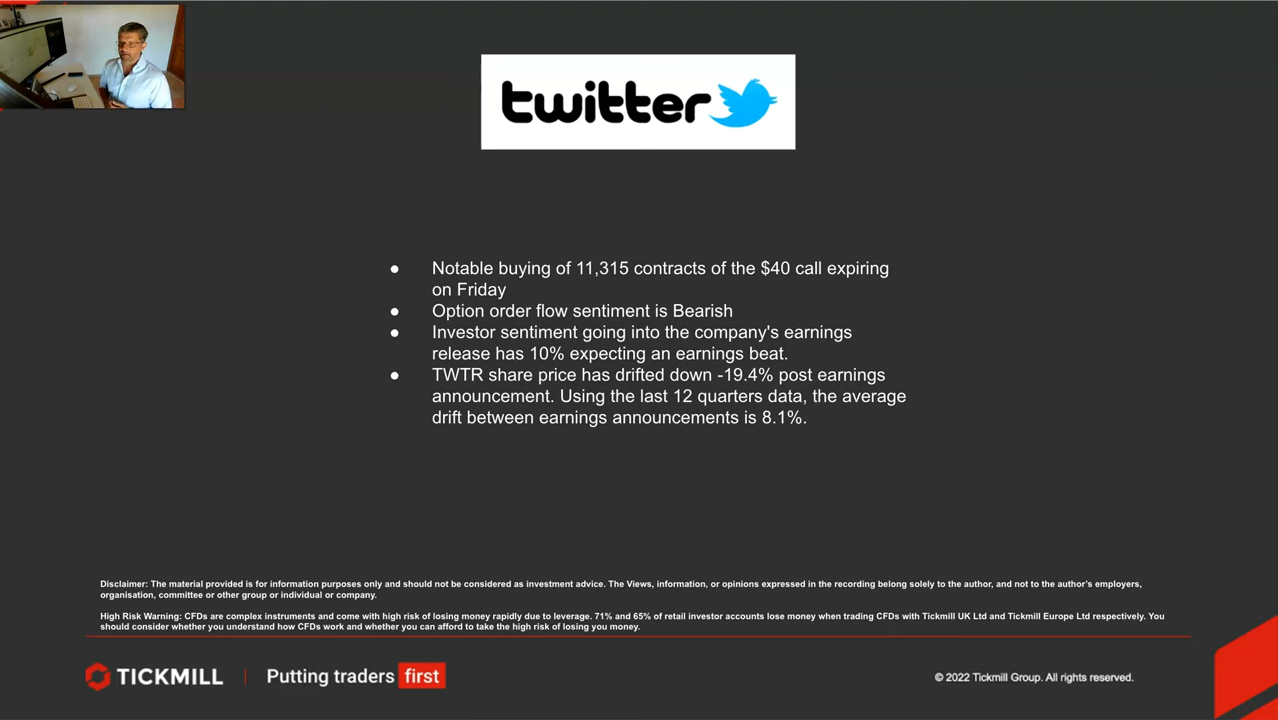 twitter
● Notable buying of 11,315 contracts of the $40 call expiring
on Friday
● Option order flow sentiment is Bearish
● Investor sentiment going into the company's earnings
release has 10% expecting an earnings beat.
● TWTR share price has drifted down -19.4% post earnings
announcement. Using the last 12 quarters data, the average
drift between earnings announcements is 8.1%.
Disclaimer: The material provided is for information purposes only and should not be considered as investment advice. The Views, information, or opinions expressed in the recording belong solely to the author, and not to the author's employers,
organisation, committee or other group or individual or company.
High Risk Warning: CFDs are complex instruments and come with high risk of losing money rapidly due to leverage. 71% and 65% of retail investor accounts lose money when trading CFDs with Tickmill UK Ltd and Tickmill Europe Ltd respectively. You
should consider whether you understand how CFDs work and whether you can afford to take the high risk of losing you money.
TICKMILL | Putting traders first
© 2022 Tickmill Group. All rights reserved.